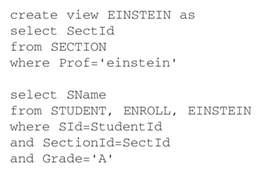 create view EINSTEIN as
select SectId
from SECTION
where Prof='einstein'

select SName
from STUDENT, ENROLL, EINSTEIN
where SId=StudentId
and SectionId=SectId
and Grade='A'